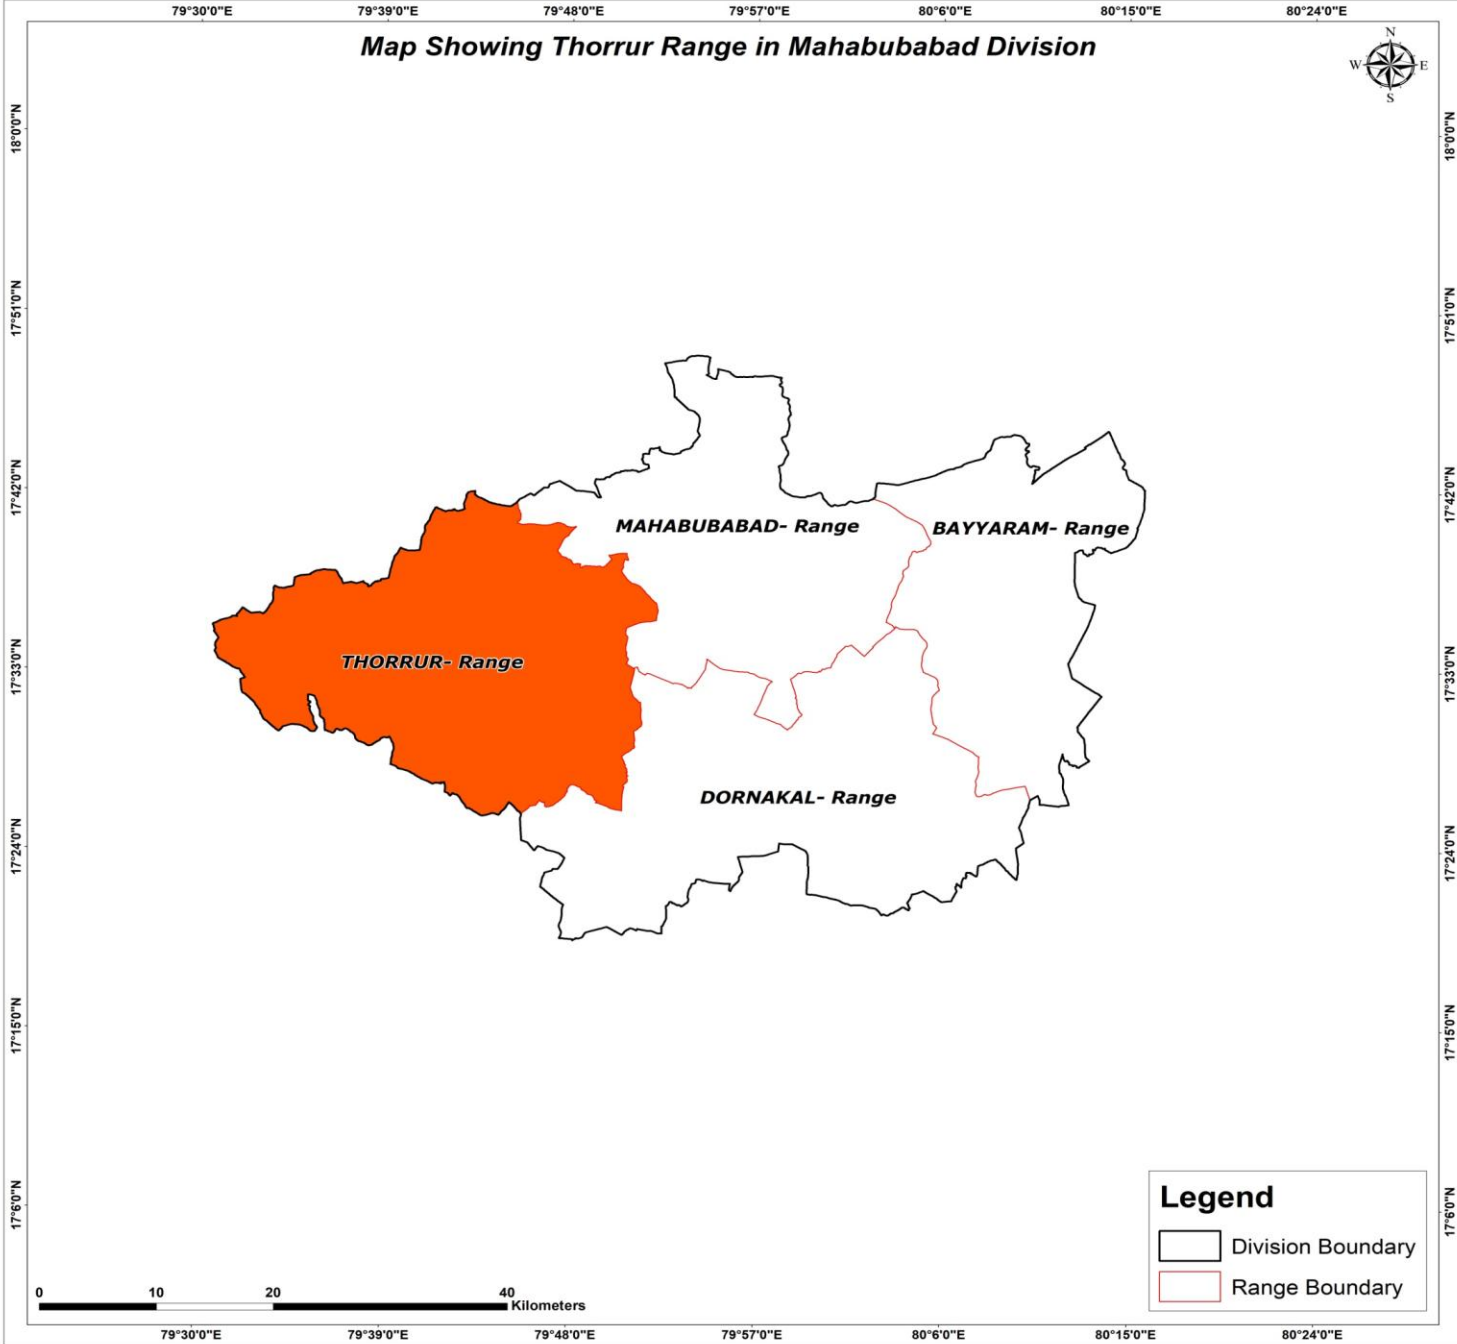 79°30'0"E 79°39'0"E 79°48'0"E 79°57'0"E 80°6'0"E 80°15'0"E 80°24'0"E
Map Showing Thorrur Range in Mahabubabad Division
N
W E
S
18°0'0"N 18°0'0"N
17°51'0"N 17°51'0"N
17°42'0"N 17°42'0"N
MAHABUBABAD- Range BAYYARAM- Range
THORRUR- Range
17°33'0"N 17°33'0"N
DORNAKAL- Range
17°24'0"N 17°24'0"N
17°15'0"N 17°15'0"N
17°6'0"N 17°6'0"N
Legend
Division Boundary
Range Boundary
0 10 20 40
Kilometers
79°30'0"E 79°39'0"E 79°48'0"E 79°57'0"E 80°6'0"E 80°15'0"E 80°24'0"E